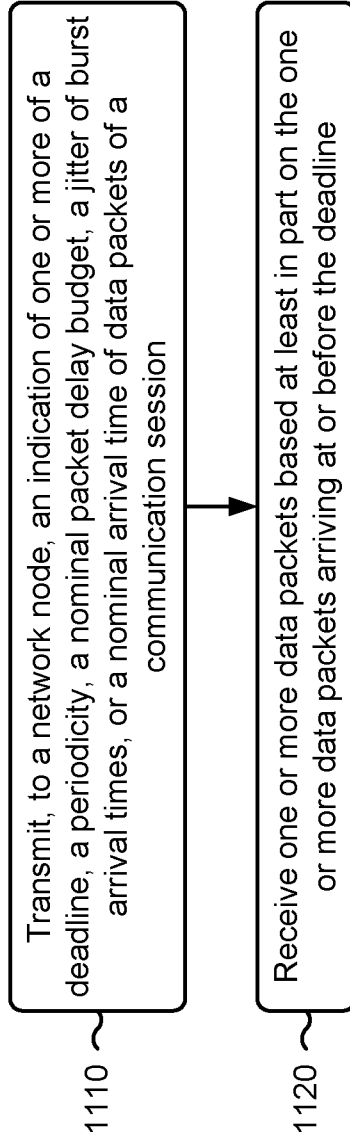 1110
Transmit, to a network node, an indication of one or more of a
deadline, a periodicity, a nominal packet delay budget, a jitter of burst
arrival times, or a nominal arrival time of data packets of a
communication session
1120
Receive one or more data packets based at least in part on the one
or more data packets arriving at or before the deadline